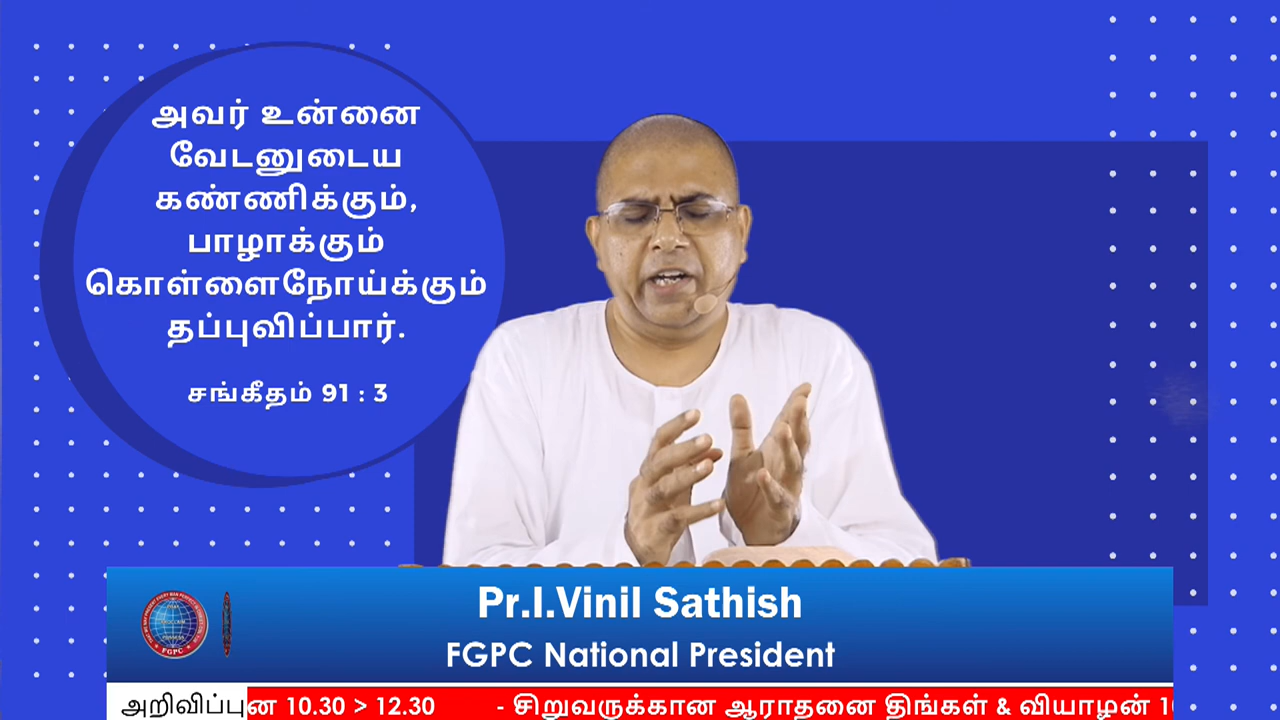 அவர் உன்னை
வேடனுடைய
கண்ணிக்கும்,
பாழாக்கும்
கொள்ளைநோய்க்கும்
தப்புவிப்பார்.
சங்கீதம் 91 : 3
Pr.I.Vinil Sathish
FGPC National President
FGPC
அறிவிப்பு ன 10.30 > 12.30 - சிறுவருக்கான ஆராதனை திங்கள் & வியாழன்